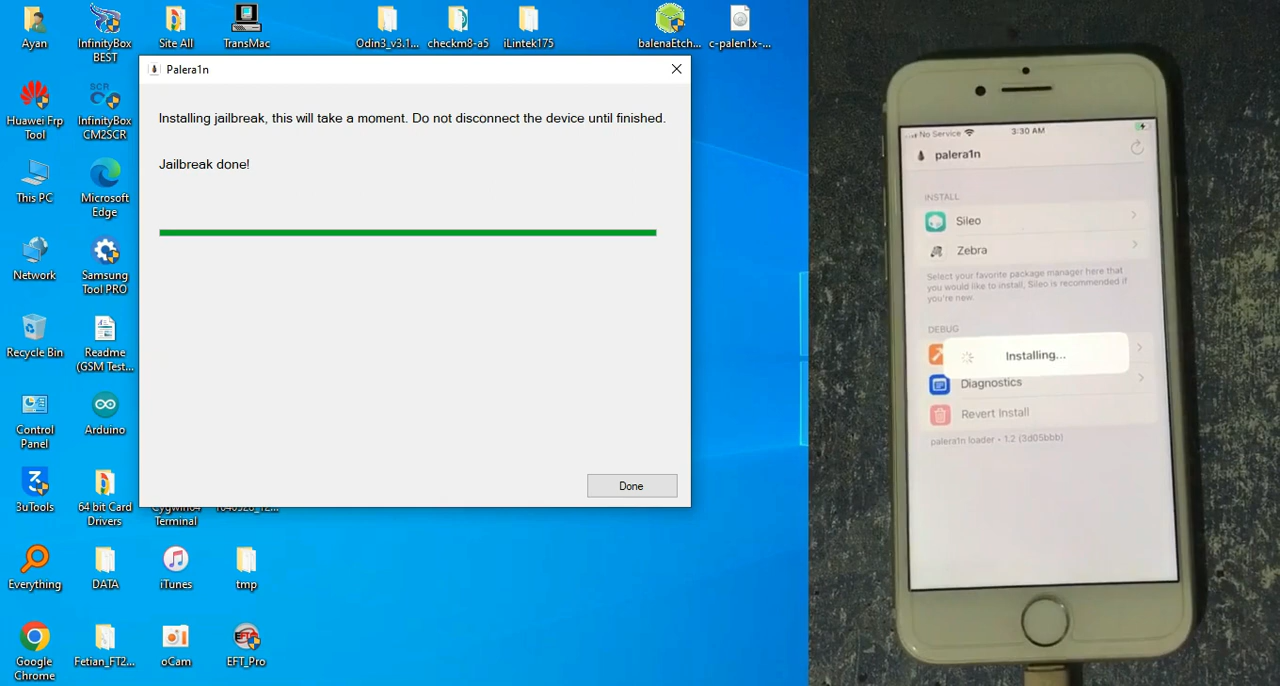 Ayan
InfinityBox
BEST
Site All
TransMac
Odin3_v3.1...
checkm8-a5
iLintek175
balenaEtch...
c-palen1x-...
Palera1n
Installing jailbreak, this will take a moment. Do not disconnect the device until finished.
Jailbreak done!
Done
Huawei Frp
Tool
SCR
InfinityBox
CM2SCR
This PC
Microsoft
Edge
Network
Samsung
Tool PRO
Recycle Bin
Readme
(GSM Test...
Control
Panel
Arduino
3uTools
64 bit Card
Drivers
Cygwin64
Terminal
Everything
DATA
iTunes
tmp
Google
Chrome
Fetian_FT2...
oCam
EFT
EFT_Pro
No Service
3:30 AM
palera1n
INSTALL
Sileo
Zebra
Select your favorite package manager here that
you would like to install, Sileo is recommended if
you're new.
DEBUG
Installing...
Diagnostics
Revert Install
palera1n loader • 1.2 (3d05bbb)